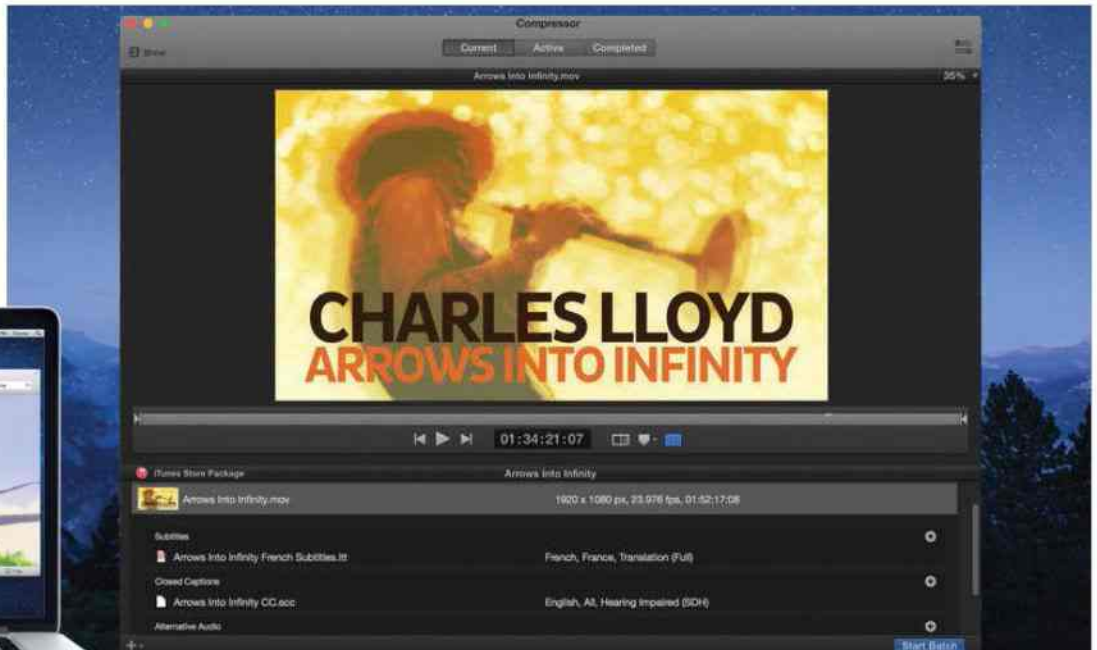 Compressor
Current Active Completed
Arrows Into Infinity.mov 35%
CHARLES LLOYD
ARROWS INTO INFINITY
01:34:21:07
iTunes Store Package Arrows Into Infinity
Arrows Into Infinity.mov 1920 x 1080 px, 23.976 fps, 01:52:17:08
Subtitles
Arrows Into Infinity French Subtitles.itt French, France, Translation (Full)
Closed Captions
Arrows Into Infinity CC.scc English, All, Hearing Impaired (SDH)
Alternative Audio
Start Batch